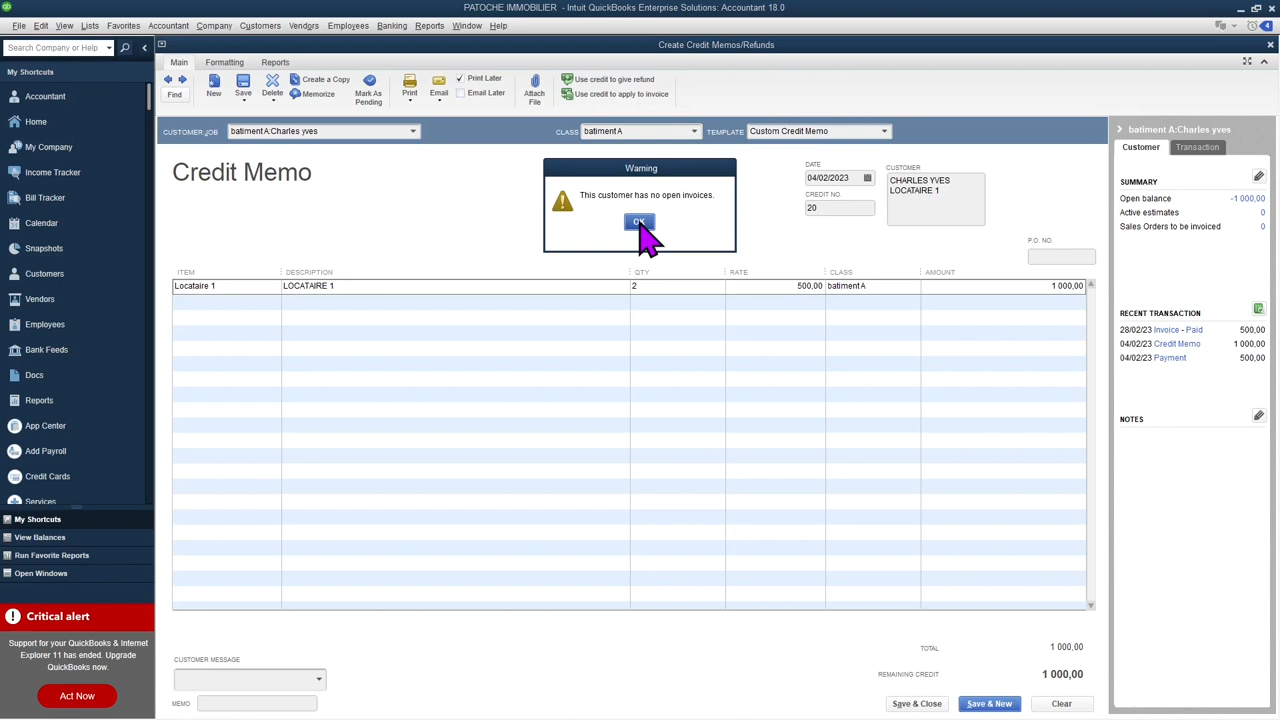 PATOCHE IMMOBILIER - Intuit QuickBooks Enterprise Solutions: Accountant 18.0
File Edit View Lists Favorites Accountant Company Customers Vendors Employees Banking Reports Window Help
4
Search Company or Help
Create Credit Memos/Refunds
My Shortcuts
Main Formatting Reports
Find
New
Save
Delete
Create a Copy
Memorize
Mark As Pending
Print
Email
Print Later
Email Later
Attach File
Use credit to give refund
Use credit to apply to invoice
Accountant
Home
My Company
Income Tracker
Bill Tracker
Calendar
Snapshots
Customers
Vendors
Employees
Bank Feeds
Docs
Reports
App Center
Add Payroll
Credit Cards
Services
My Shortcuts
View Balances
Run Favorite Reports
Open Windows
Critical alert
Support for your QuickBooks & Internet
Explorer 11 has ended. Upgrade
QuickBooks now.
Act Now
CUSTOMER:JOB batiment A:Charles yves CLASS batiment A TEMPLATE Custom Credit Memo
Credit Memo
Warning
This customer has no open invoices.
DATE
04/02/2023
CREDIT NO.
20
CUSTOMER
CHARLES YVES
LOCATAIRE 1
P.O. NO.
ITEM DESCRIPTION QTY RATE CLASS AMOUNT
Locataire 1 LOCATAIRE 1 2 500,00 batiment A 1 000,00
TOTAL 1 000,00
REMAINING CREDIT 1 000,00
CUSTOMER MESSAGE
MEMO
Save & Close Save & New Clear
batiment A:Charles yves
Customer Transaction
SUMMARY
Open balance -1 000,00
Active estimates 0
Sales Orders to be invoiced 0
RECENT TRANSACTION
28/02/23 Invoice - Paid 500,00
04/02/23 Credit Memo 1 000,00
04/02/23 Payment 500,00
NOTES